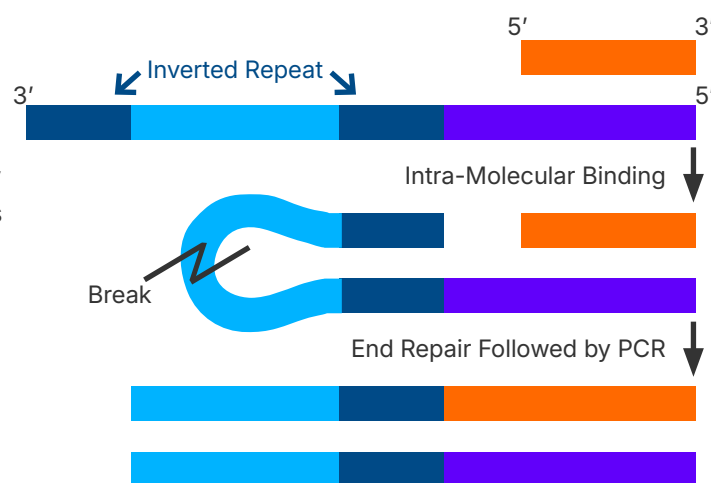 5′
3′
Inverted Repeat
3′
5′
Intra-Molecular Binding
Break
End Repair Followed by PCR